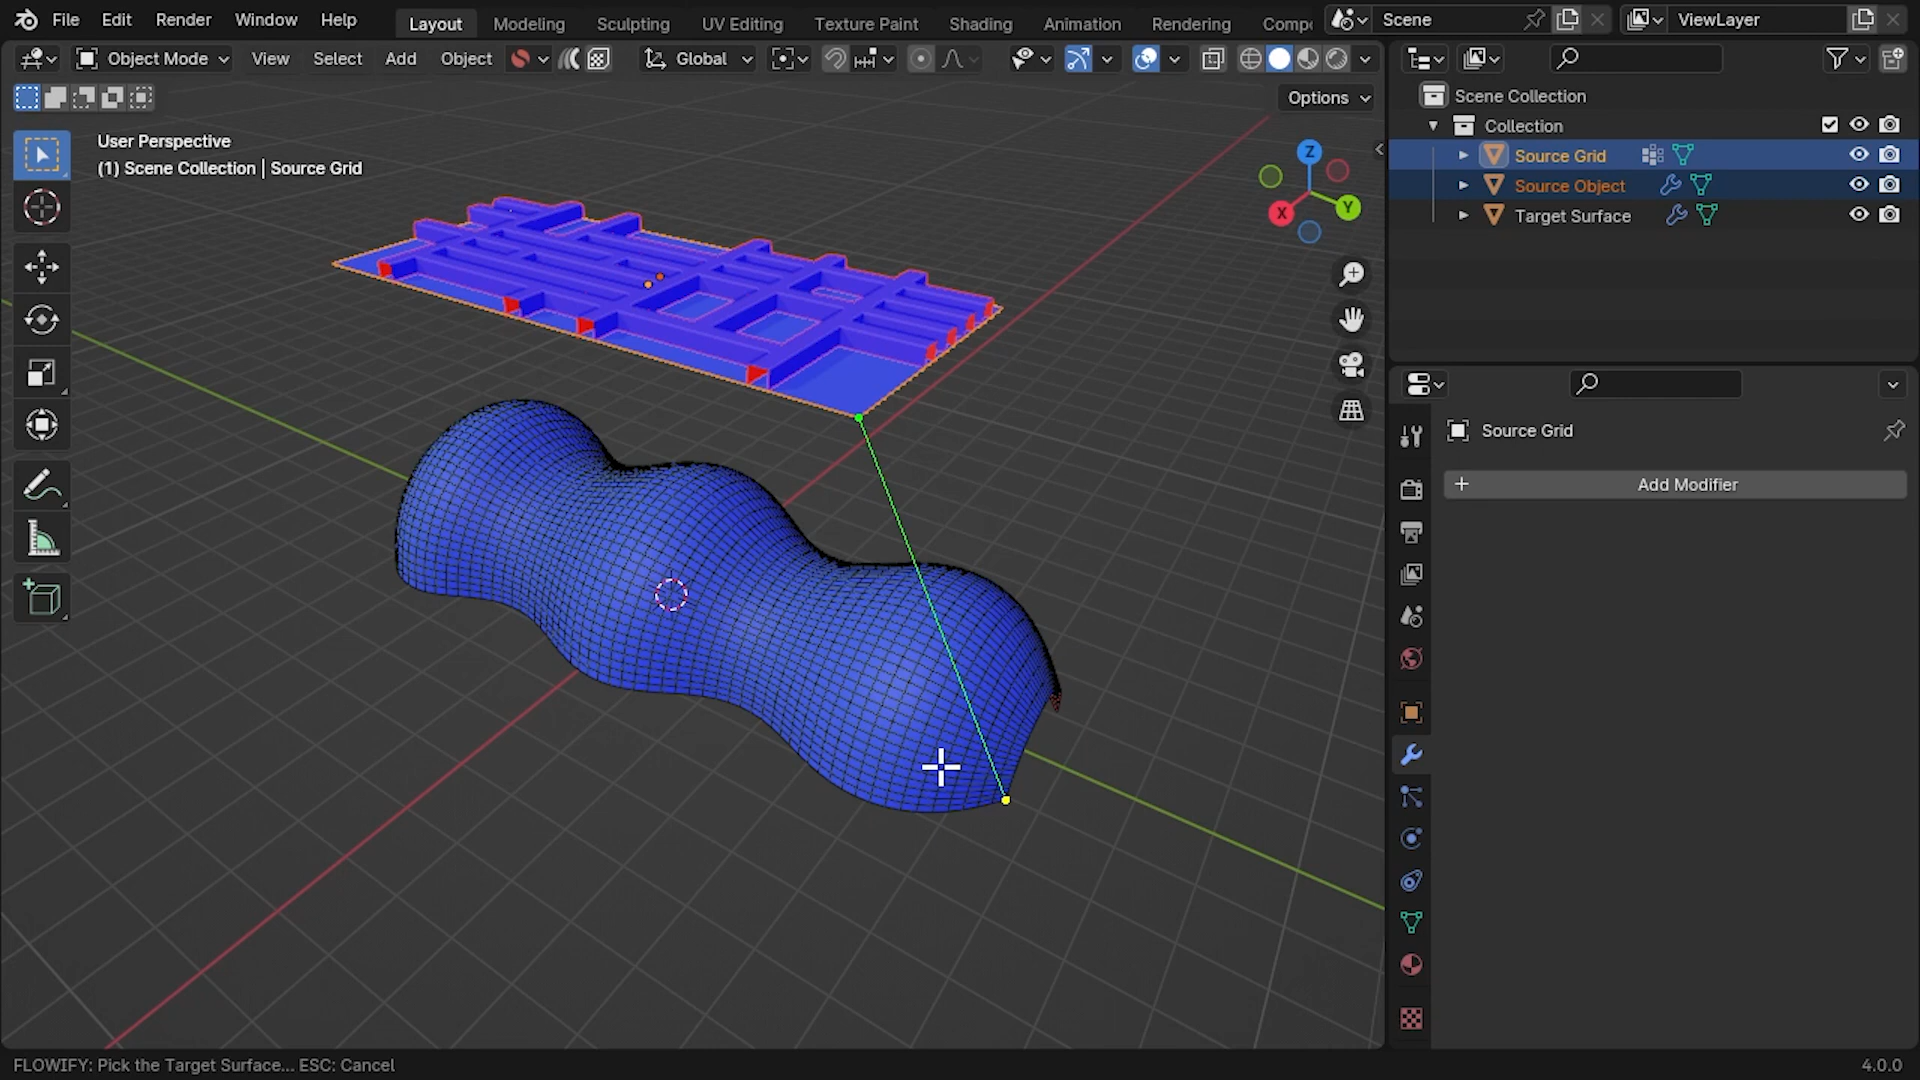 File Edit Render Window Help
Layout Modeling Sculpting UV Editing Texture Paint Shading Animation Rendering Comp
Scene
ViewLayer
Object Mode View Select Add Object
Global
Options
User Perspective
(1) Scene Collection | Source Grid
Z
Y
X
Scene Collection
Collection
Source Grid
Source Object
Target Surface
Source Grid
+ Add Modifier
FLOWIFY: Pick the Target Surface... ESC: Cancel
4.0.0